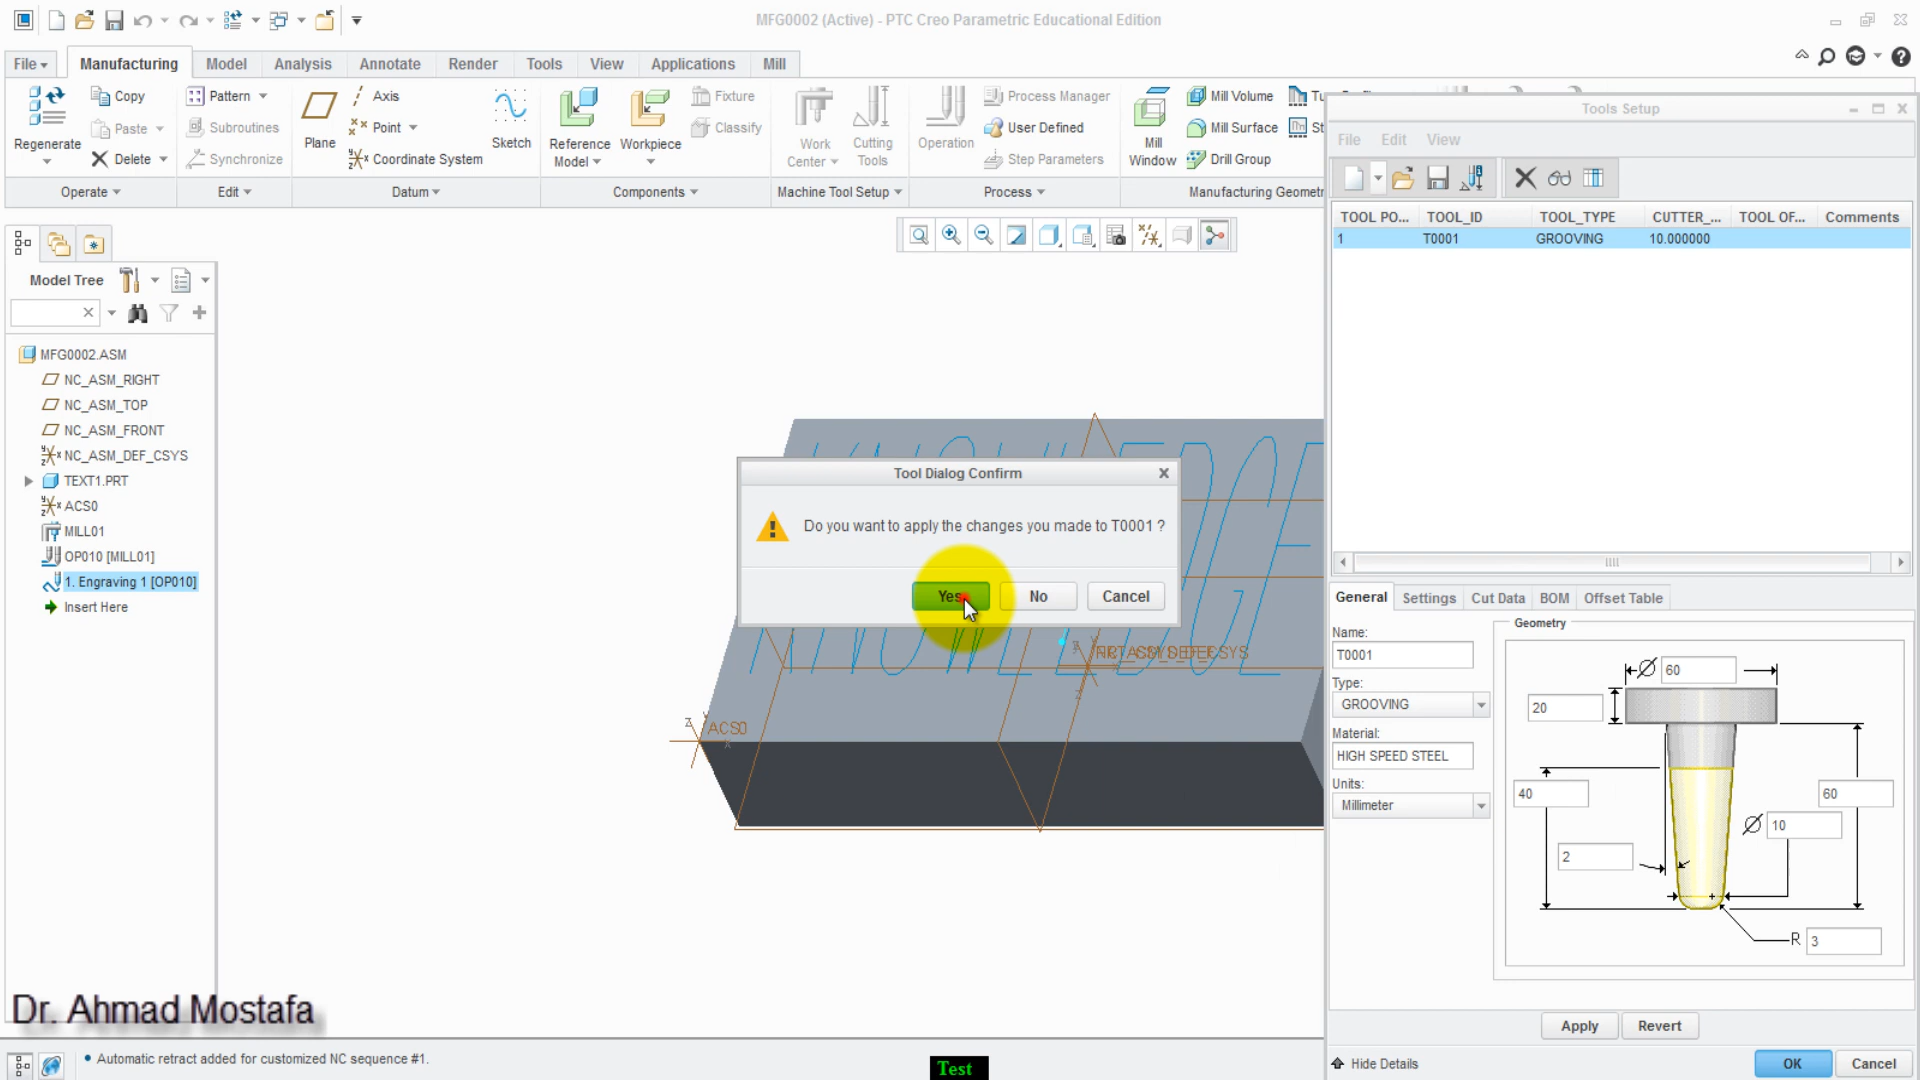 MFG0002 (Active) - PTC Creo Parametric Educational Edition
File
Manufacturing
Model
Analysis
Annotate
Render
Tools
View
Applications
Mill
Regenerate
Copy
Paste
Delete
Operate
Pattern
Subroutines
Synchronize
Edit
Plane
Axis
Point
Coordinate System
Sketch
Datum
Reference Model
Workpiece
Fixture
Classify
Components
Work Center
Cutting Tools
Machine Tool Setup
Operation
Process Manager
User Defined
Step Parameters
Process
Mill Window
Mill Volume
Mill Surface
Drill Group
Manufacturing Geomet
Model Tree
MFG0002.ASM
NC_ASM_RIGHT
NC_ASM_TOP
NC_ASM_FRONT
NC_ASM_DEF_CSYS
TEXT1.PRT
ACS0
MILL01
OP010 [MILL01]
1. Engraving 1 [OP010]
Insert Here
ACS0
Tool Dialog Confirm
Do you want to apply the changes you made to T0001 ?
Yes
No
Cancel
Tools Setup
File
Edit
View
TOOL PO...
TOOL_ID
TOOL_TYPE
CUTTER_...
TOOL OF...
Comments
1
T0001
GROOVING
10.000000
General
Settings
Cut Data
BOM
Offset Table
Name:
T0001
Type:
GROOVING
Material:
HIGH SPEED STEEL
Units:
Millimeter
Geometry
60
20
40
60
10
2
R 3
Apply
Revert
Hide Details
OK
Cancel
Dr. Ahmad Mostafa
Automatic retract added for customized NC sequence #1.
Test